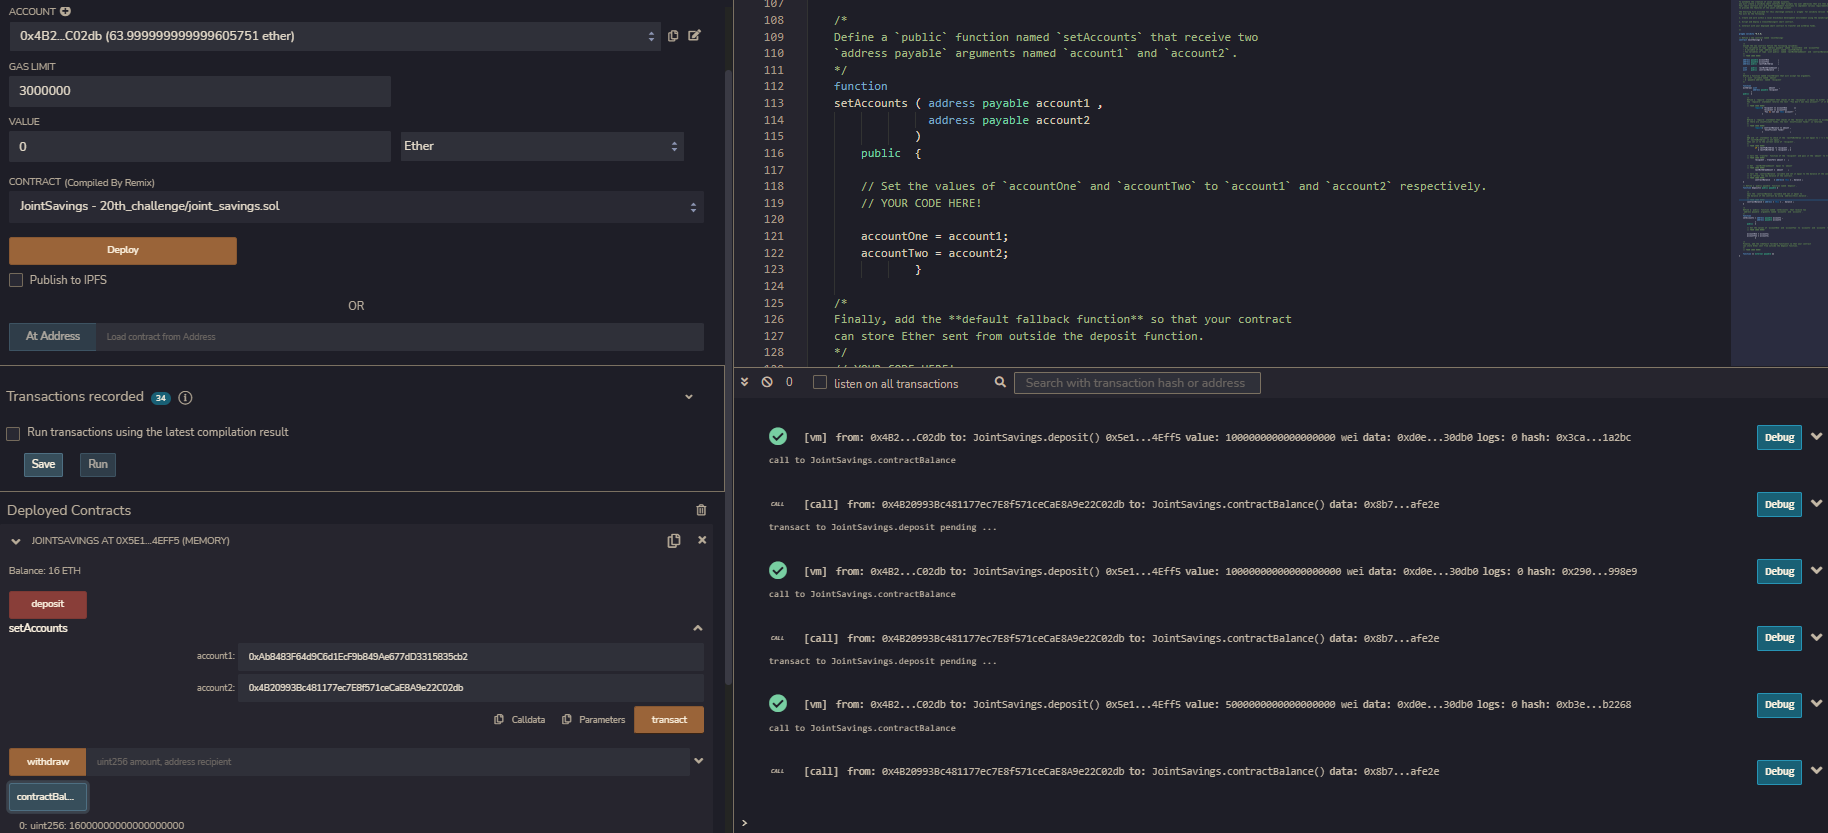 ACCOUNT
0x4B2...C02db (63.999999999999605751 ether)
GAS LIMIT
3000000
VALUE
0
Ether
CONTRACT (Compiled By Remix)
JointSavings - 20th_challenge/joint_savings.sol
Deploy
Publish to IPFS
OR
At Address
Load contract from Address
Transactions recorded 34
Run transactions using the latest compilation result
Save
Run
Deployed Contracts
JOINTSAVINGS AT 0X5E1...4EFF5 (MEMORY)
Balance: 16 ETH
deposit
setAccounts
account1: 0xAb8483F64d9C6d1EcF9b849Ae677dD3315835cb2
account2: 0x4B20993Bc481177ec7E8f571ceCaE8A9e22C02db
Calldata
Parameters
transact
withdraw
uint256 amount, address recipient
contractBal...
0: uint256: 16000000000000000000
107
108 /*
109 Define a `public` function named `setAccounts` that receive two
110 `address payable` arguments named `account1` and `account2`.
111 */
112 function
113 setAccounts ( address payable account1 ,
114 address payable account2
115 )
116 public {
117
118 // Set the values of `accountOne` and `accountTwo` to `account1` and `account2` respectively.
119 // YOUR CODE HERE!
120
121 accountOne = account1;
122 accountTwo = account2;
123 }
124
125 /*
126 Finally, add the **default fallback function** so that your contract
127 can store Ether sent from outside the deposit function.
128 */
0
listen on all transactions
Search with transaction hash or address
[vm] from: 0x4B2...C02db to: JointSavings.deposit() 0x5e1...4Eff5 value: 1000000000000000000 wei data: 0xd0e...30db0 logs: 0 hash: 0x3ca...1a2bc
Debug
call to JointSavings.contractBalance
CALL [call] from: 0x4B20993Bc481177ec7E8f571ceCaE8A9e22C02db to: JointSavings.contractBalance() data: 0x8b7...afe2e
Debug
transact to JointSavings.deposit pending ...
[vm] from: 0x4B2...C02db to: JointSavings.deposit() 0x5e1...4Eff5 value: 10000000000000000000 wei data: 0xd0e...30db0 logs: 0 hash: 0x290...998e9
Debug
call to JointSavings.contractBalance
CALL [call] from: 0x4B20993Bc481177ec7E8f571ceCaE8A9e22C02db to: JointSavings.contractBalance() data: 0x8b7...afe2e
Debug
transact to JointSavings.deposit pending ...
[vm] from: 0x4B2...C02db to: JointSavings.deposit() 0x5e1...4Eff5 value: 5000000000000000000 wei data: 0xd0e...30db0 logs: 0 hash: 0xb3e...b2268
Debug
call to JointSavings.contractBalance
CALL [call] from: 0x4B20993Bc481177ec7E8f571ceCaE8A9e22C02db to: JointSavings.contractBalance() data: 0x8b7...afe2e
Debug
>